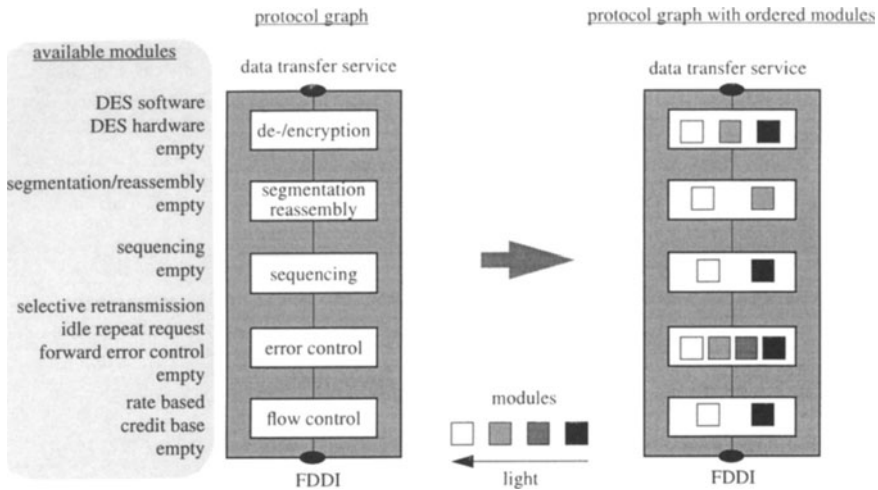 protocol graph
protocol graph with ordered modules
available modules
data transfer service
data transfer service
DES software
DES hardware
empty
de-/encryption
segmentation/reassembly
empty
segmentation
reassembly
sequencing
empty
sequencing
selective retransmission
idle repeat request
forward error control
empty
error control
rate based
credit base
empty
flow control
modules
light
FDDI
FDDI